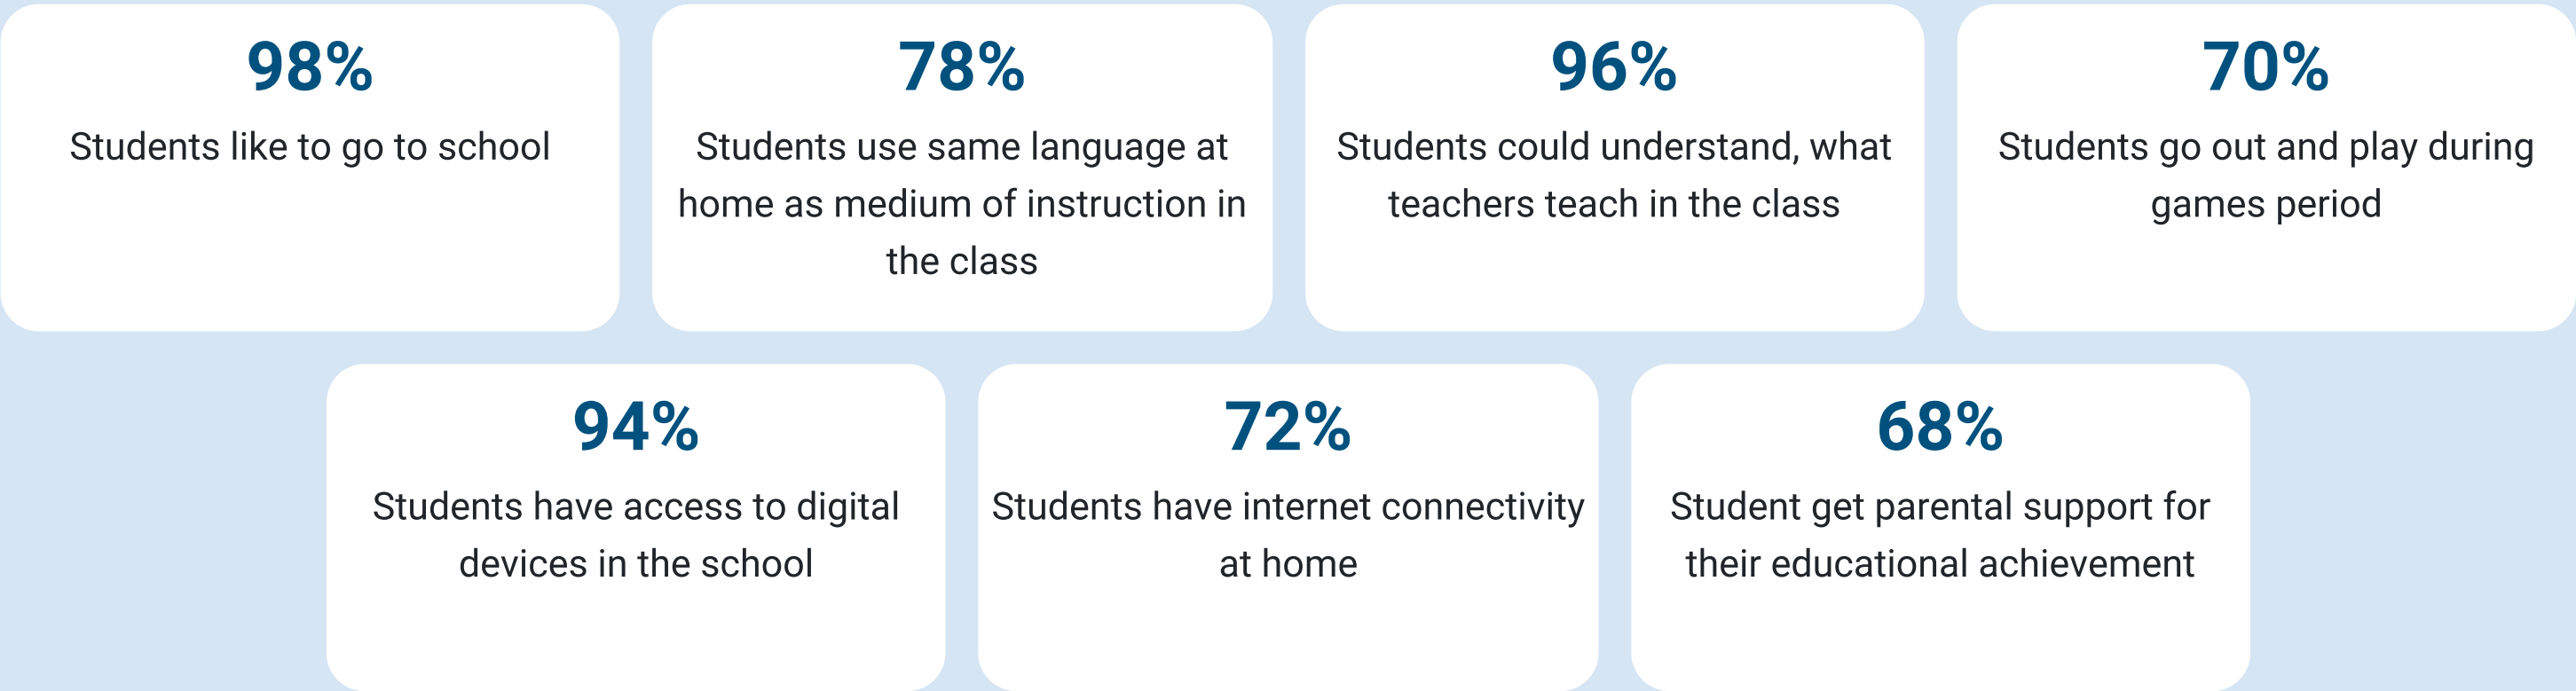 98%
Students like to go to school
78%
Students use same language at
home as medium of instruction in
the class
96%
Students could understand, what
teachers teach in the class
70%
Students go out and play during
games period
94%
Students have access to digital
devices in the school
72%
Students have internet connectivity
at home
68%
Student get parental support for
their educational achievement